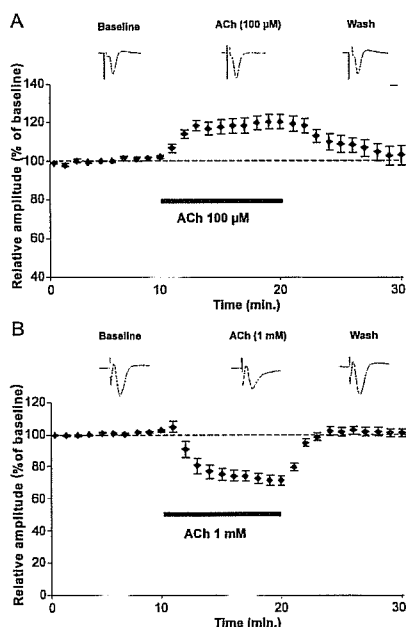 A
Baseline ACh (100 µM) Wash
Relative amplitude (% of baseline)
140
120
100
80
60
40
ACh 100 µM
0 10 20 30
Time (min.)
B
Baseline ACh (1 mM) Wash
Relative amplitude (%of baseline)
120
100
80
60
40
20
0
ACh 1 mM
0 10 20 30
Time (min.)